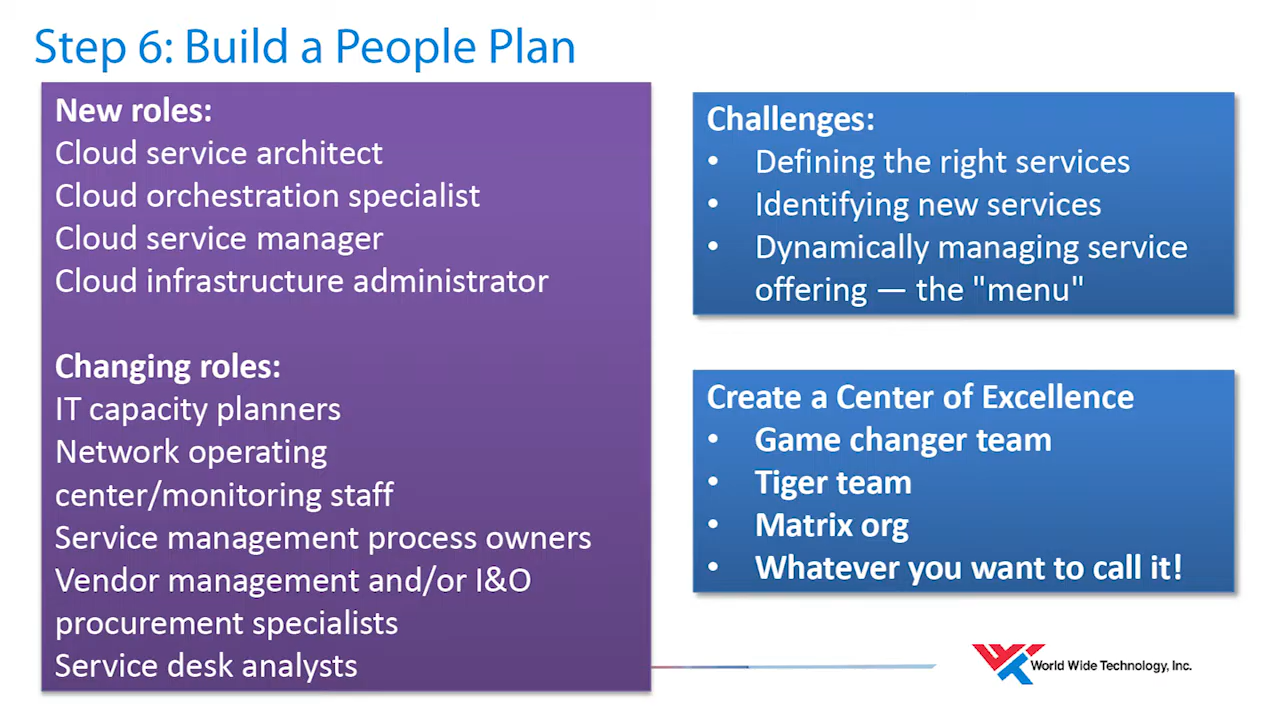 Step 6: Build a People Plan
New roles:
Cloud service architect
Cloud orchestration specialist
Cloud service manager
Cloud infrastructure administrator
Changing roles:
IT capacity planners
Network operating
center/monitoring staff
Service management process owners
Vendor management and/or I&O
procurement specialists
Service desk analysts
Challenges:
• Defining the right services
• Identifying new services
• Dynamically managing service
offering — the "menu"
Create a Center of Excellence
• Game changer team
• Tiger team
• Matrix org
• Whatever you want to call it!
World Wide Technology, Inc.